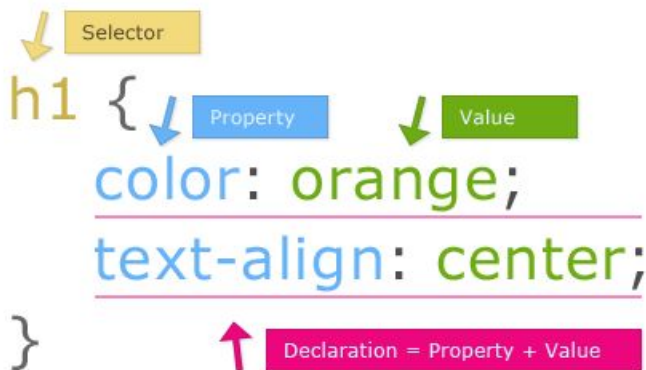 Selector
h1 {
Property
Value
color: orange;
text-align: center;
}
Declaration = Property + Value